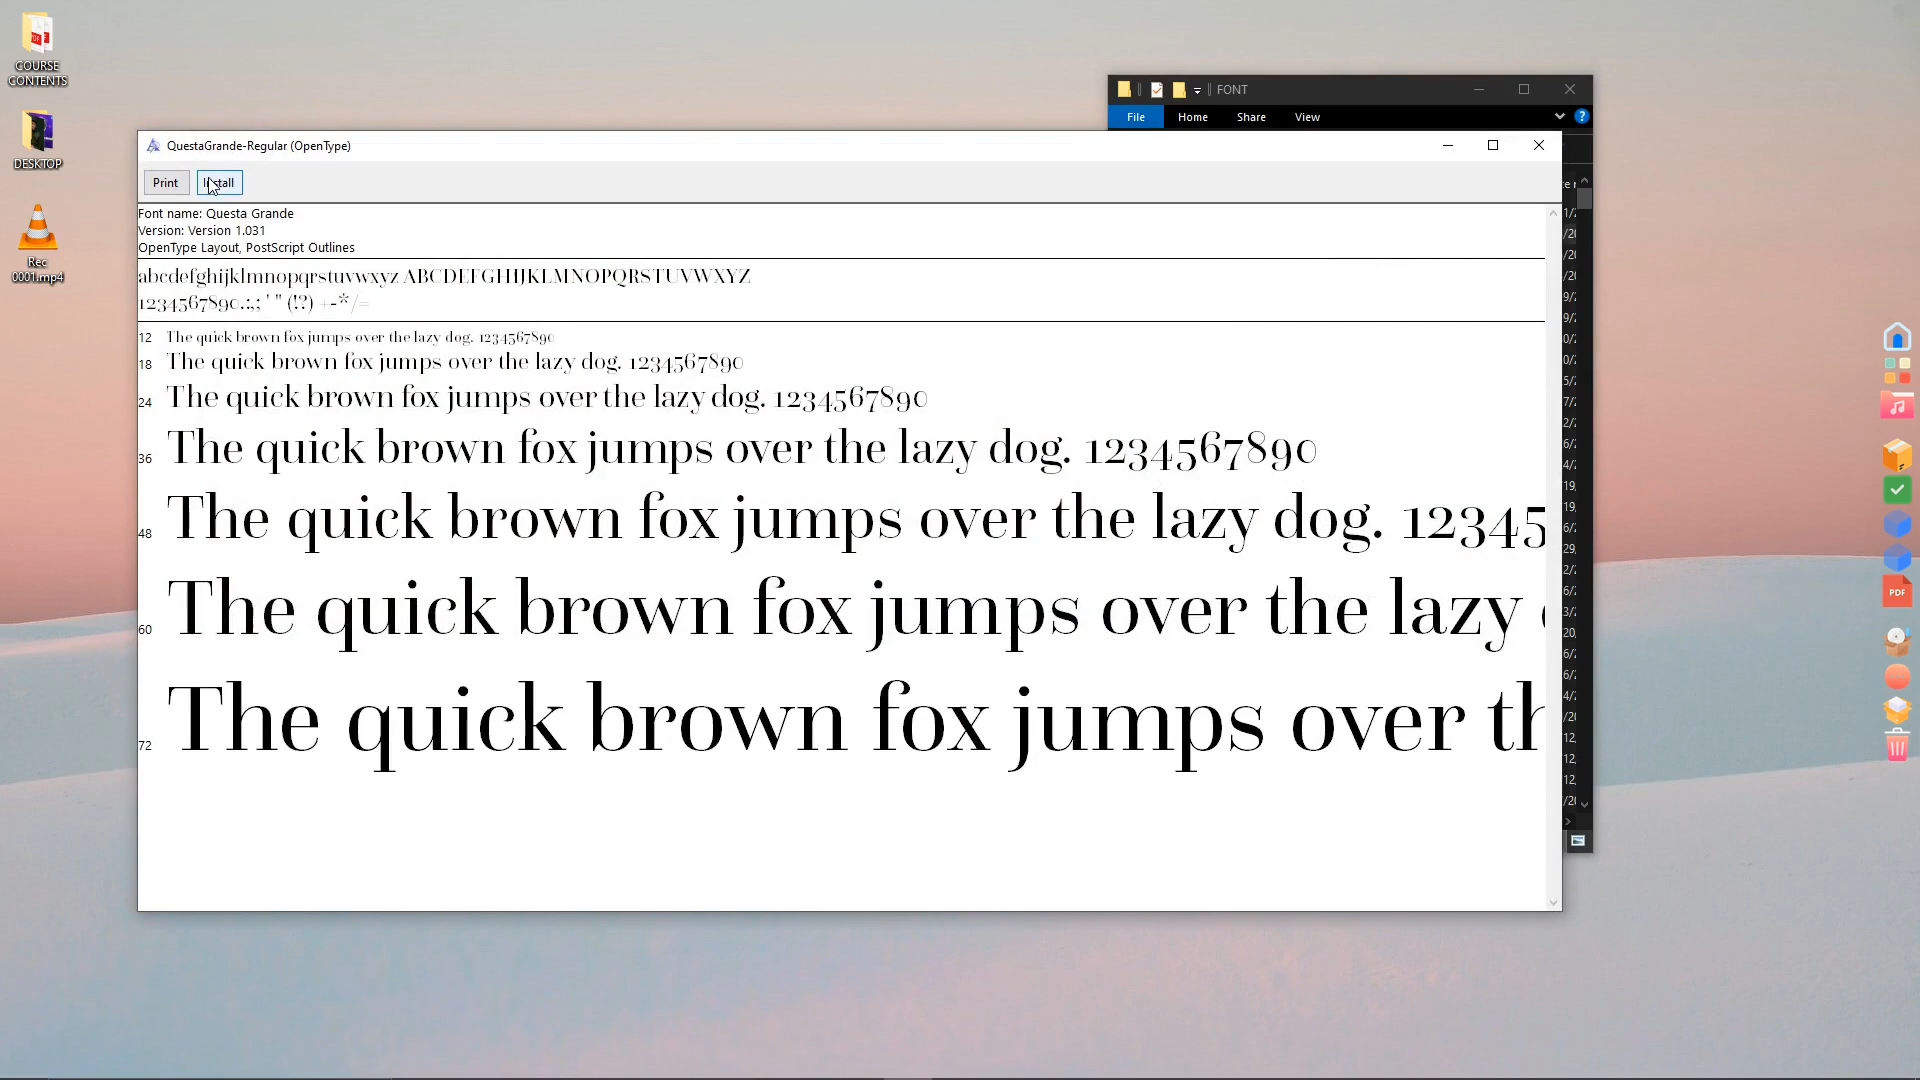 COURSE
CONTENTS
DESKTOP
Rec
0001.mp4
FONT
File Home Share View
QuestaGrande-Regular (OpenType)
Print Install
Font name: Questa Grande
Version: Version 1.031
OpenType Layout, PostScript Outlines
abcdefghijklmnopqrstuvwxyz ABCDEFGHIJKLMNOPQRSTUVWXYZ
1234567890.:,; ' " (!?) +-*/=
12 The quick brown fox jumps over the lazy dog. 1234567890
18 The quick brown fox jumps over the lazy dog. 1234567890
24 The quick brown fox jumps over the lazy dog. 1234567890
36 The quick brown fox jumps over the lazy dog. 1234567890
48 The quick brown fox jumps over the lazy dog. 12345
60 The quick brown fox jumps over the lazy
72 The quick brown fox jumps over th
PDF